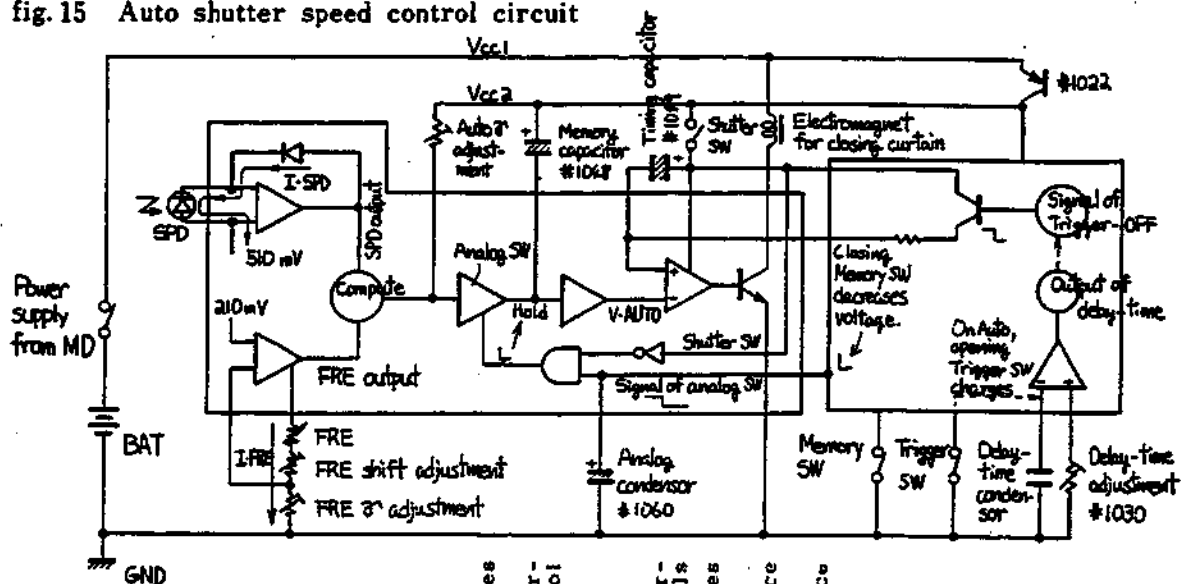 fig. 15 Auto shutter speed control circuit
Vcc1
#1022
Vcc2
Auto γ
adjust-
ment
+
Memory
capacitor
#1068
Timing capacitor
+
Shutter
SW
Electromagnet
for closing curtain
I·SPD
SPD
510 mV
SPD output
Analog SW
Compute
Hold
V-AUTO
+
-
Closing
Memory SW
decreases
voltage.
Signal of
Trigger-OFF
Output of
delay-time
On Auto,
opening
Trigger SW
charges
-
+
Power
supply
from MD
210mV
FRE output
Shutter SW
Signal of analog SW
BAT
I·FRE
FRE
FRE shift adjustment
FRE γ adjustment
+
Analog
condensor
#1060
Memory
SW
Trigger
SW
Delay-
time
conden-
sor
Delay-time
adjustment
#1030
GND